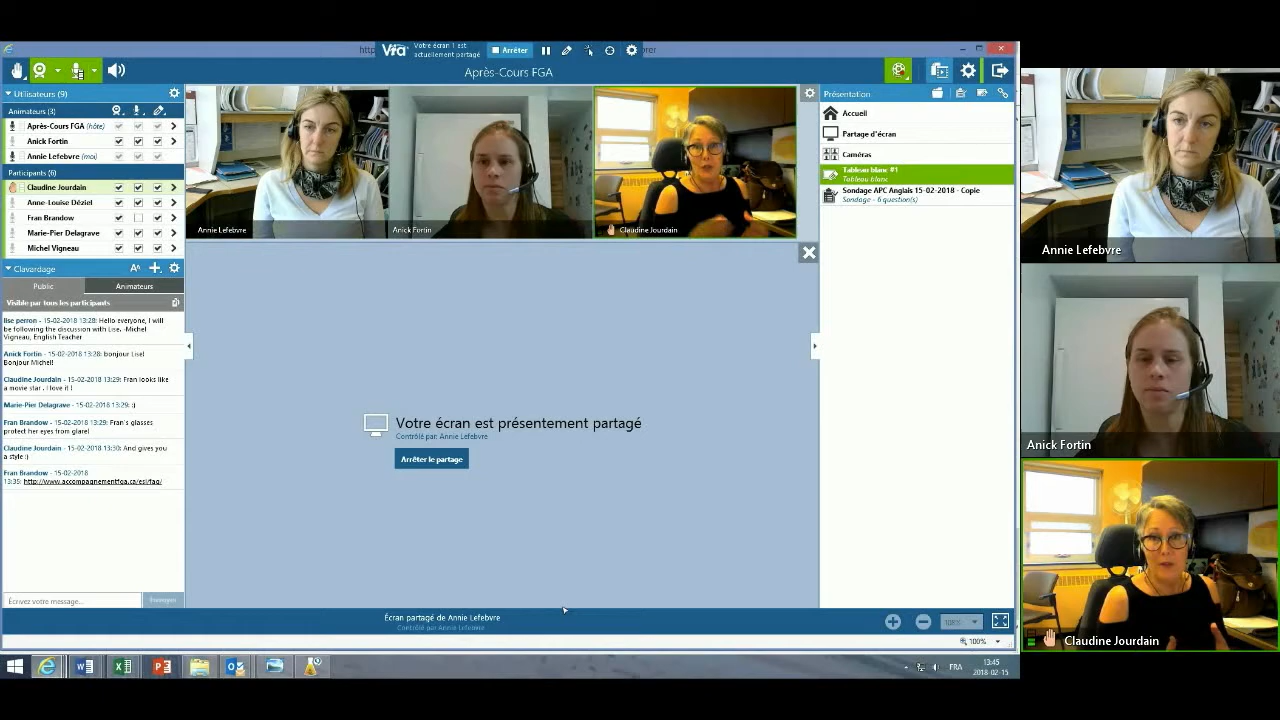 http
Via
Votre écran 1 est
actuellement partagé
Arrêter
orer
Après-Cours FGA
Utilisateurs (9)
Animateurs (3)
Après-Cours FGA (hôte)
Anick Fortin
Annie Lefebvre (moi)
Participants (6)
Claudine Jourdain
Anne-Louise Déziel
Fran Brandow
Marie-Pier Delagrave
Michel Vigneau
Clavardage
Public
Animateurs
Visible par tous les participants
lise perron - 15-02-2018 13:28: Hello everyone, I will
be following the discussion with Lise, -Michel
Vigneau, English Teacher
Anick Fortin - 15-02-2018 13:28: bonjour Lise!
Bonjour Michel!
Claudine Jourdain - 15-02-2018 13:29: Fran looks like
a movie star , I love it !
Marie-Pier Delagrave - 15-02-2018 13:29: :)
Fran Brandow - 15-02-2018 13:29: Fran's glasses
protect her eyes from glare!
Claudine Jourdain - 15-02-2018 13:30: And gives you
a style :)
Fran Brandow - 15-02-2018
13:35: http://www.accompagnementfga.ca/esl/faq/
Écrivez votre message...
Envoyer
Annie Lefebvre
Anick Fortin
Claudine Jourdain
Votre écran est présentement partagé
Contrôlé par: Annie Lefebvre
Arrêter le partage
Écran partagé de Annie Lefebvre
Contrôlé par Annie Lefebvre
100%
100%
Présentation
Accueil
Partage d'écran
Caméras
Tableau blanc #1
Tableau blanc
Sondage APC Anglais 15-02-2018 - Copie
Sondage - 6 question(s)
FRA
13:45
2018-02-15
Annie Lefebvre
Anick Fortin
Claudine Jourdain